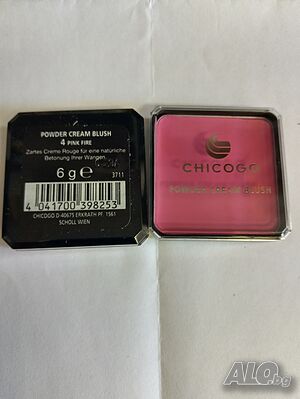 POWDER CREAM BLUSH
4 PINK FIRE
Zartes Creme Rouge für eine natürliche
Betonung Ihrer Wangen.
6 g e
3711
4 041700 398253
CHICOGO D-40675 ERKRATH PF. 1561
SCHOLL WIEN
CHICOGO
POWDER CREAM BLUSH
ALO.bg